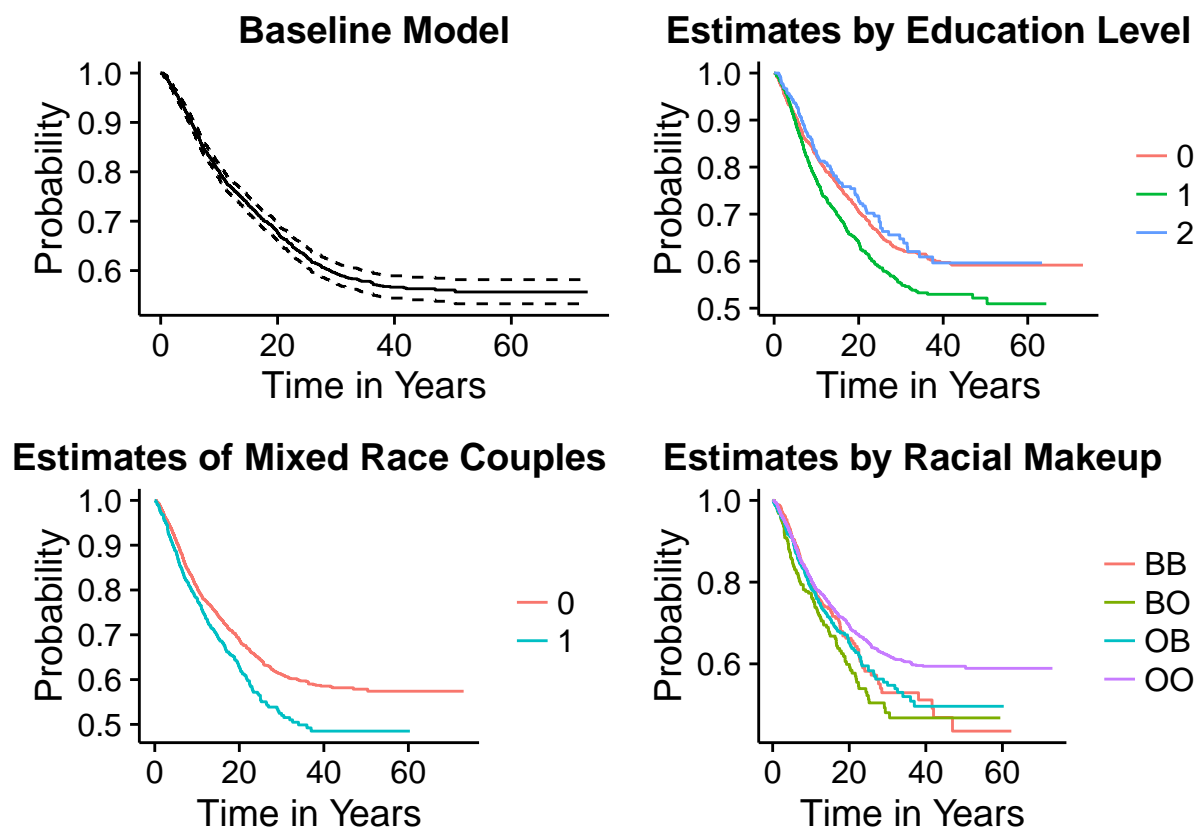 Baseline Model
1.0
0.9
0.8
0.7
0.6
Probability
0
20
40
60
Time in Years
Estimates by Education Level
1.0
0.9
0.8
0.7
0.6
0.5
Probability
0
20
40
60
Time in Years
0
1
2
Estimates of Mixed Race Couples
1.0
0.9
0.8
0.7
0.6
0.5
Probability
0
20
40
60
Time in Years
0
1
Estimates by Racial Makeup
1.0
0.8
0.6
Probability
0
20
40
60
Time in Years
BB
BO
OB
OO